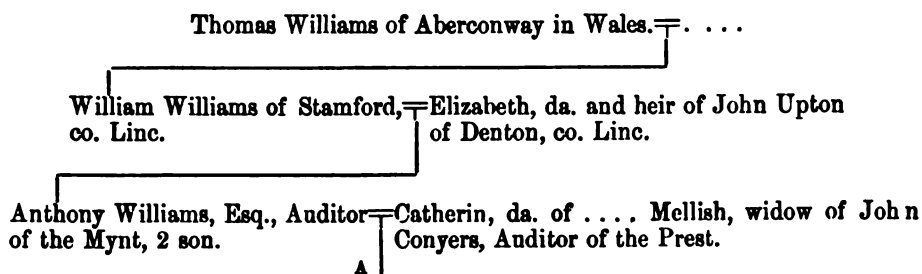 Thomas Williams of Aberconway in Wales. . . . .
William Williams of Stamford, co. Linc.
Elizabeth, da. and heir of John Upton of Denton, co. Linc.
Anthony Williams, Esq., Auditor of the Mynt, 2 son.
Catherin, da. of . . . . Mellish, widow of John Conyers, Auditor of the Prest.
A